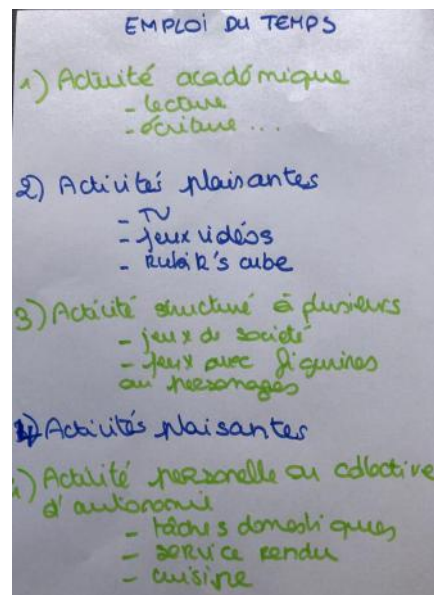 EMPLOI DU TEMPS
1) Activité académique
- lecture
- écriture ...
2) Activités plaisantes
- TV
- jeux vidéos
- Rubik's cube
3) Activité structuré à plusieurs
- jeux de société
- jeux avec figurines
ou personages
4) Activités plaisantes
) Activité personelle ou collective
d'autonomie
- tâches domestiques
- service rendu
- cuisine